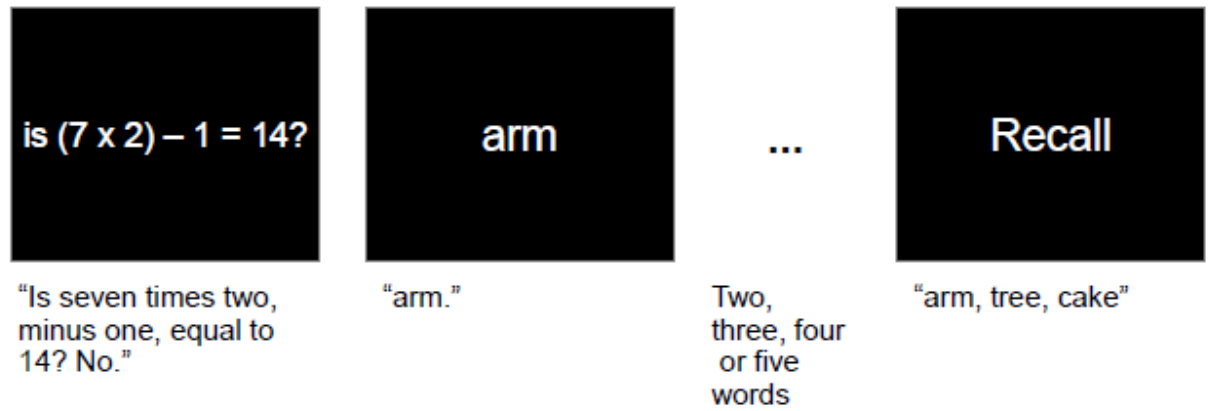 is (7 x 2) – 1 = 14?
arm
...
Recall
“Is seven times two,
minus one, equal to
14? No.”
“arm.”
Two,
three, four
or five
words
“arm, tree, cake”